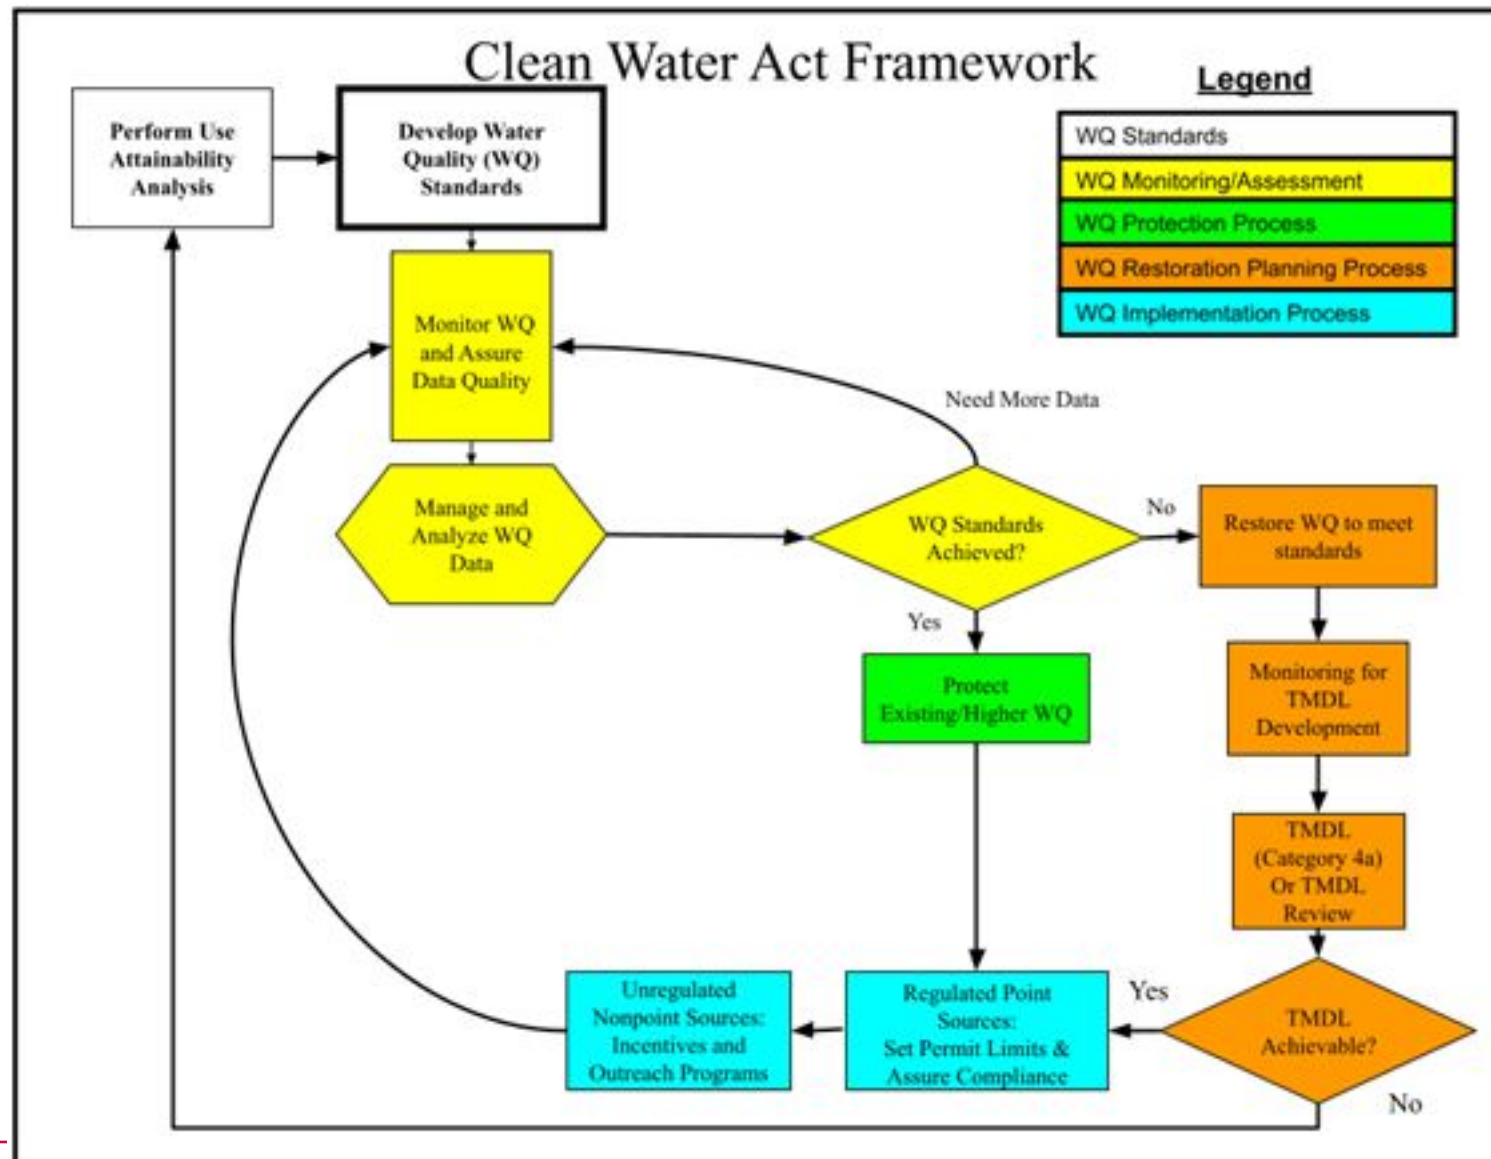 Clean Water Act Framework
Legend
WQ Standards
WQ Monitoring/Assessment
WQ Protection Process
WQ Restoration Planning Process
WQ Implementation Process
Perform Use
Attainability
Analysis
Develop Water
Quality (WQ)
Standards
Monitor WQ
and Assure
Data Quality
Need More Data
Manage and
Analyze WQ
Data
WQ Standards
Achieved?
No
Restore WQ to meet
standards
Yes
Protect
Existing/Higher WQ
Monitoring for
TMDL
Development
TMDL
(Category 4a)
Or TMDL
Review
Unregulated
Nonpoint Sources:
Incentives and
Outreach Programs
Regulated Point
Sources:
Set Permit Limits &
Assure Compliance
Yes
TMDL
Achievable?
No